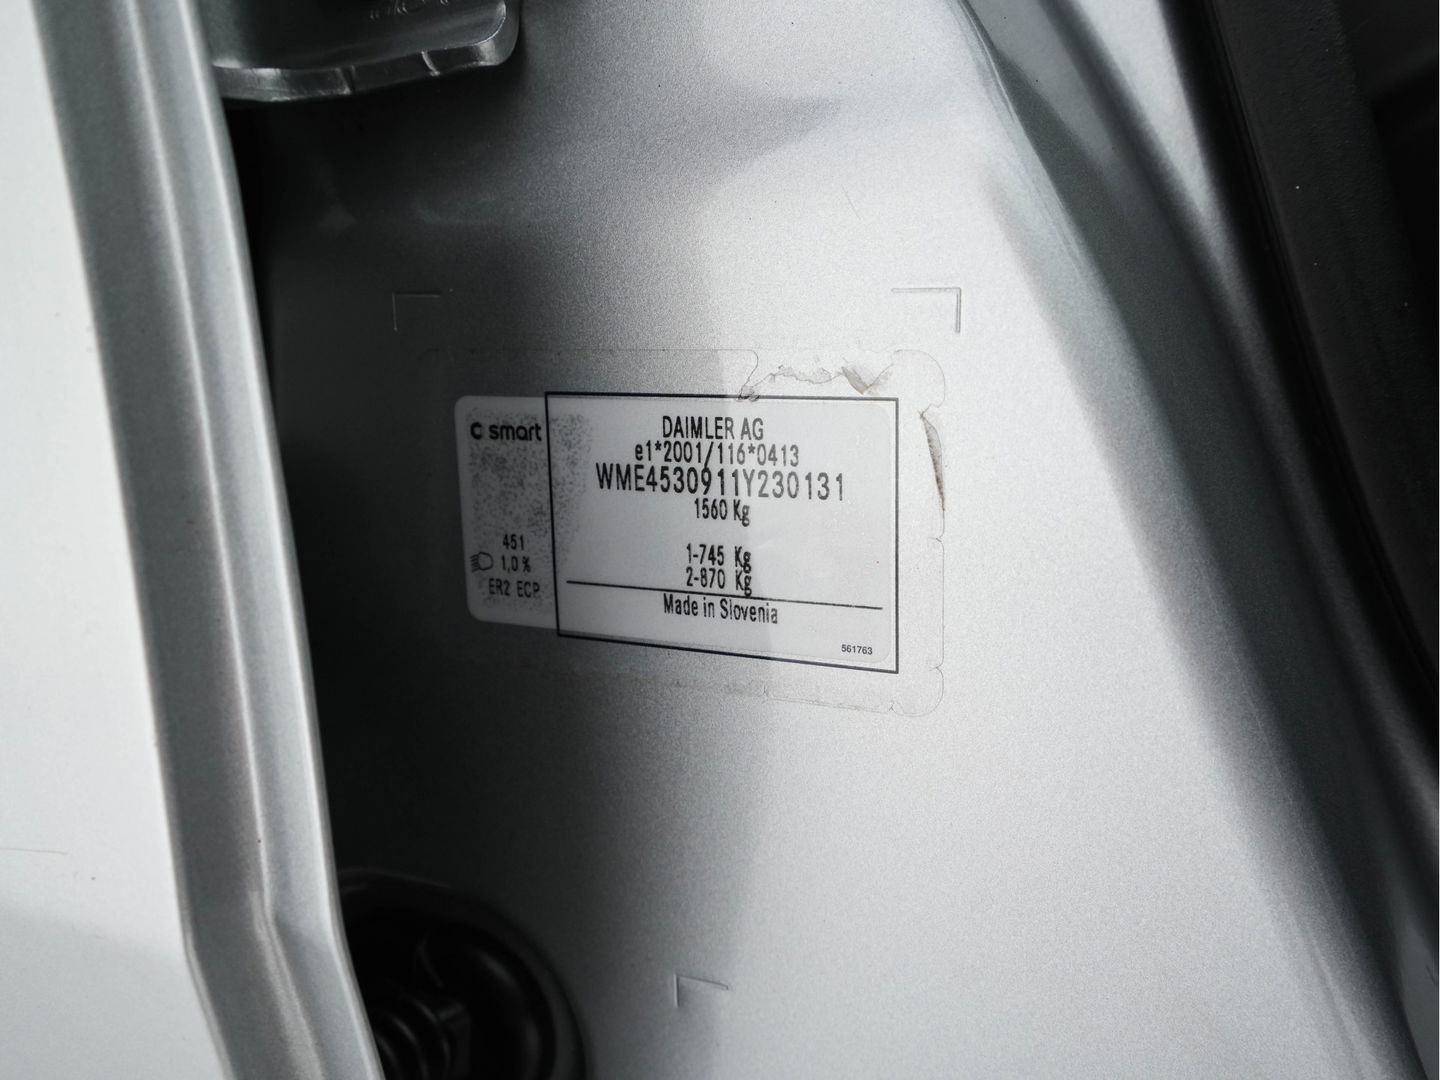 smart
DAIMLER AG
e1*2001/116*0413
WME4530911Y230131
1560 Kg
1-745 Kg
2-870 Kg
Made in Slovenia
561763
451
1,0%
ER2 ECP